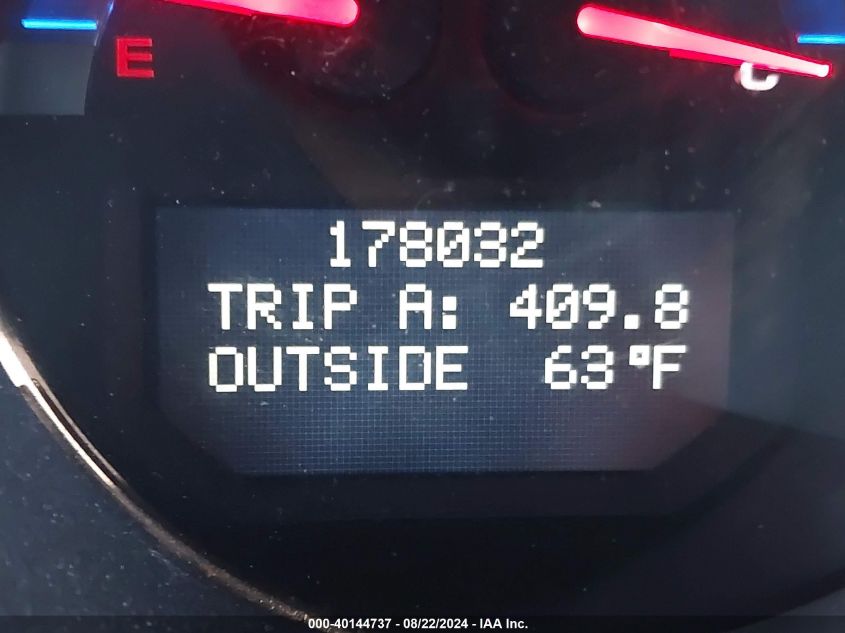 E
C
178032
TRIP A: 409.8
OUTSIDE 63°F
000-40144737 - 08/22/2024 - IAA Inc.